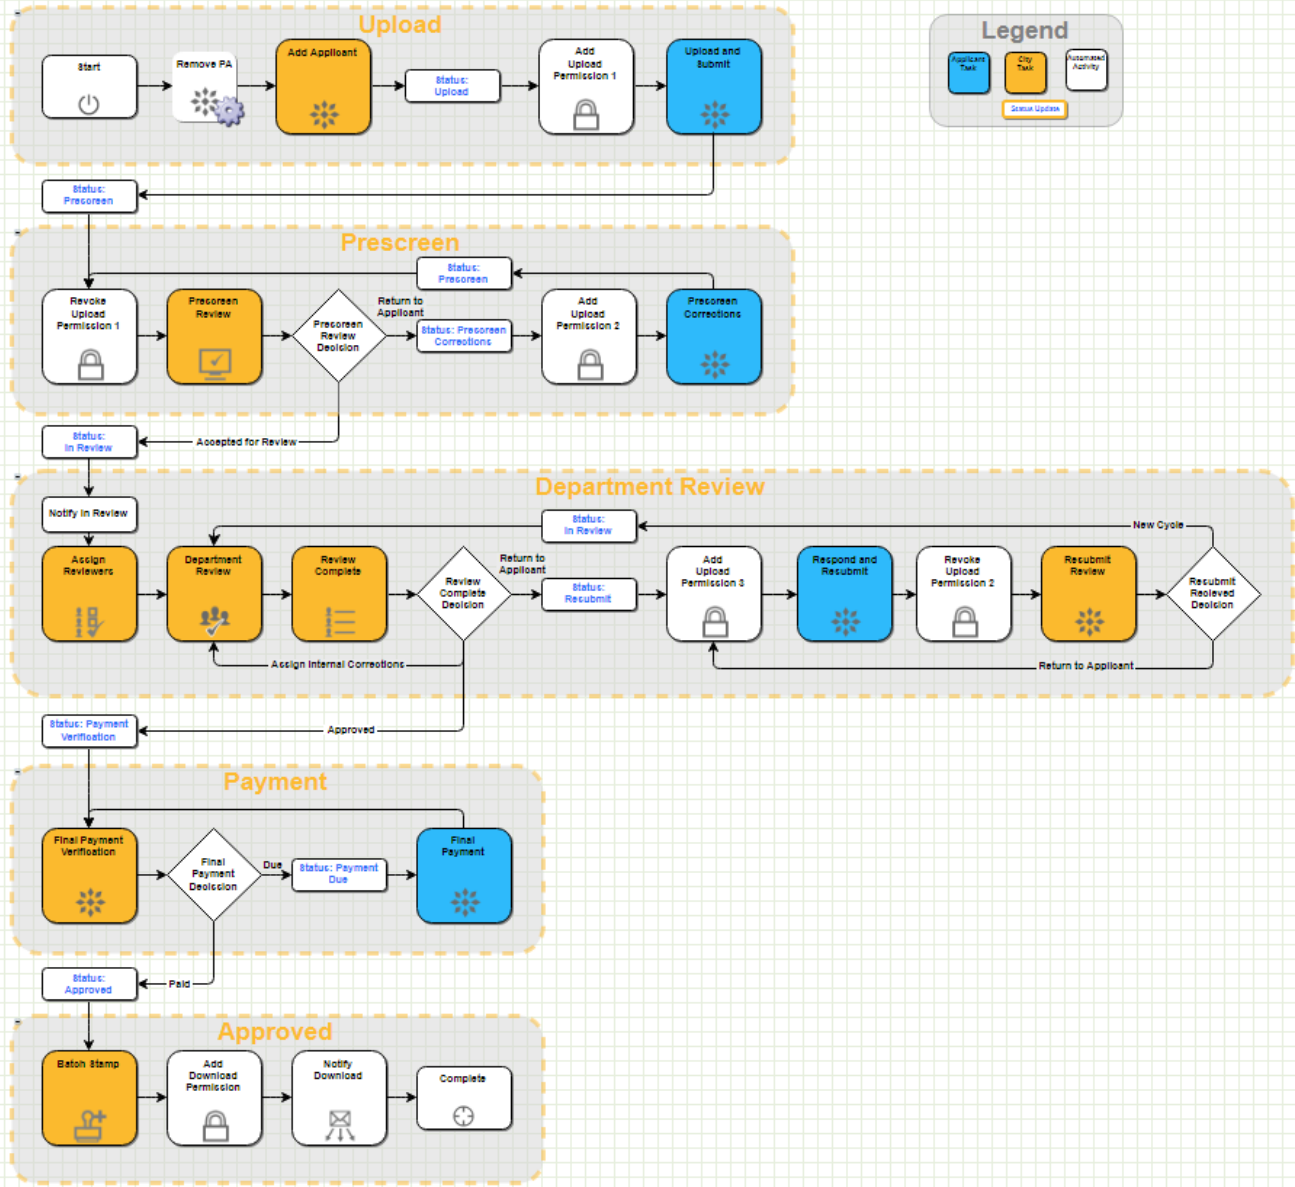 Upload
Legend
Start
Remove PA
Add Applicant
Status:
Upload
Add
Upload
Permission 1
Upload and
Submit
Applicant
Task
City
Task
Automated
Activity
Status Update
Status:
Prescreen
Prescreen
Status:
Prescreen
Revoke
Upload
Permission 1
Prescreen
Review
Prescreen
Review
Decision
Return to
Applicant
Status: Prescreen
Corrections
Add
Upload
Permission 2
Prescreen
Corrections
Status:
In Review
Accepted for Review
Department Review
Notify In Review
Status:
In Review
New Cycle
Assign
Reviewers
Department
Review
Review
Complete
Review
Complete
Decision
Return to
Applicant
Status:
Resubmit
Add
Upload
Permission 3
Respond and
Resubmit
Revoke
Upload
Permission 2
Resubmit
Review
Resubmit
Recieved
Decision
Assign Internal Corrections
Return to Applicant
Status: Payment
Verification
Approved
Payment
Final Payment
Verification
Final
Payment
Decission
Due
Status: Payment
Due
Final
Payment
Status:
Approved
Paid
Approved
Batch Stamp
Add
Download
Permission
Notify
Download
Complete